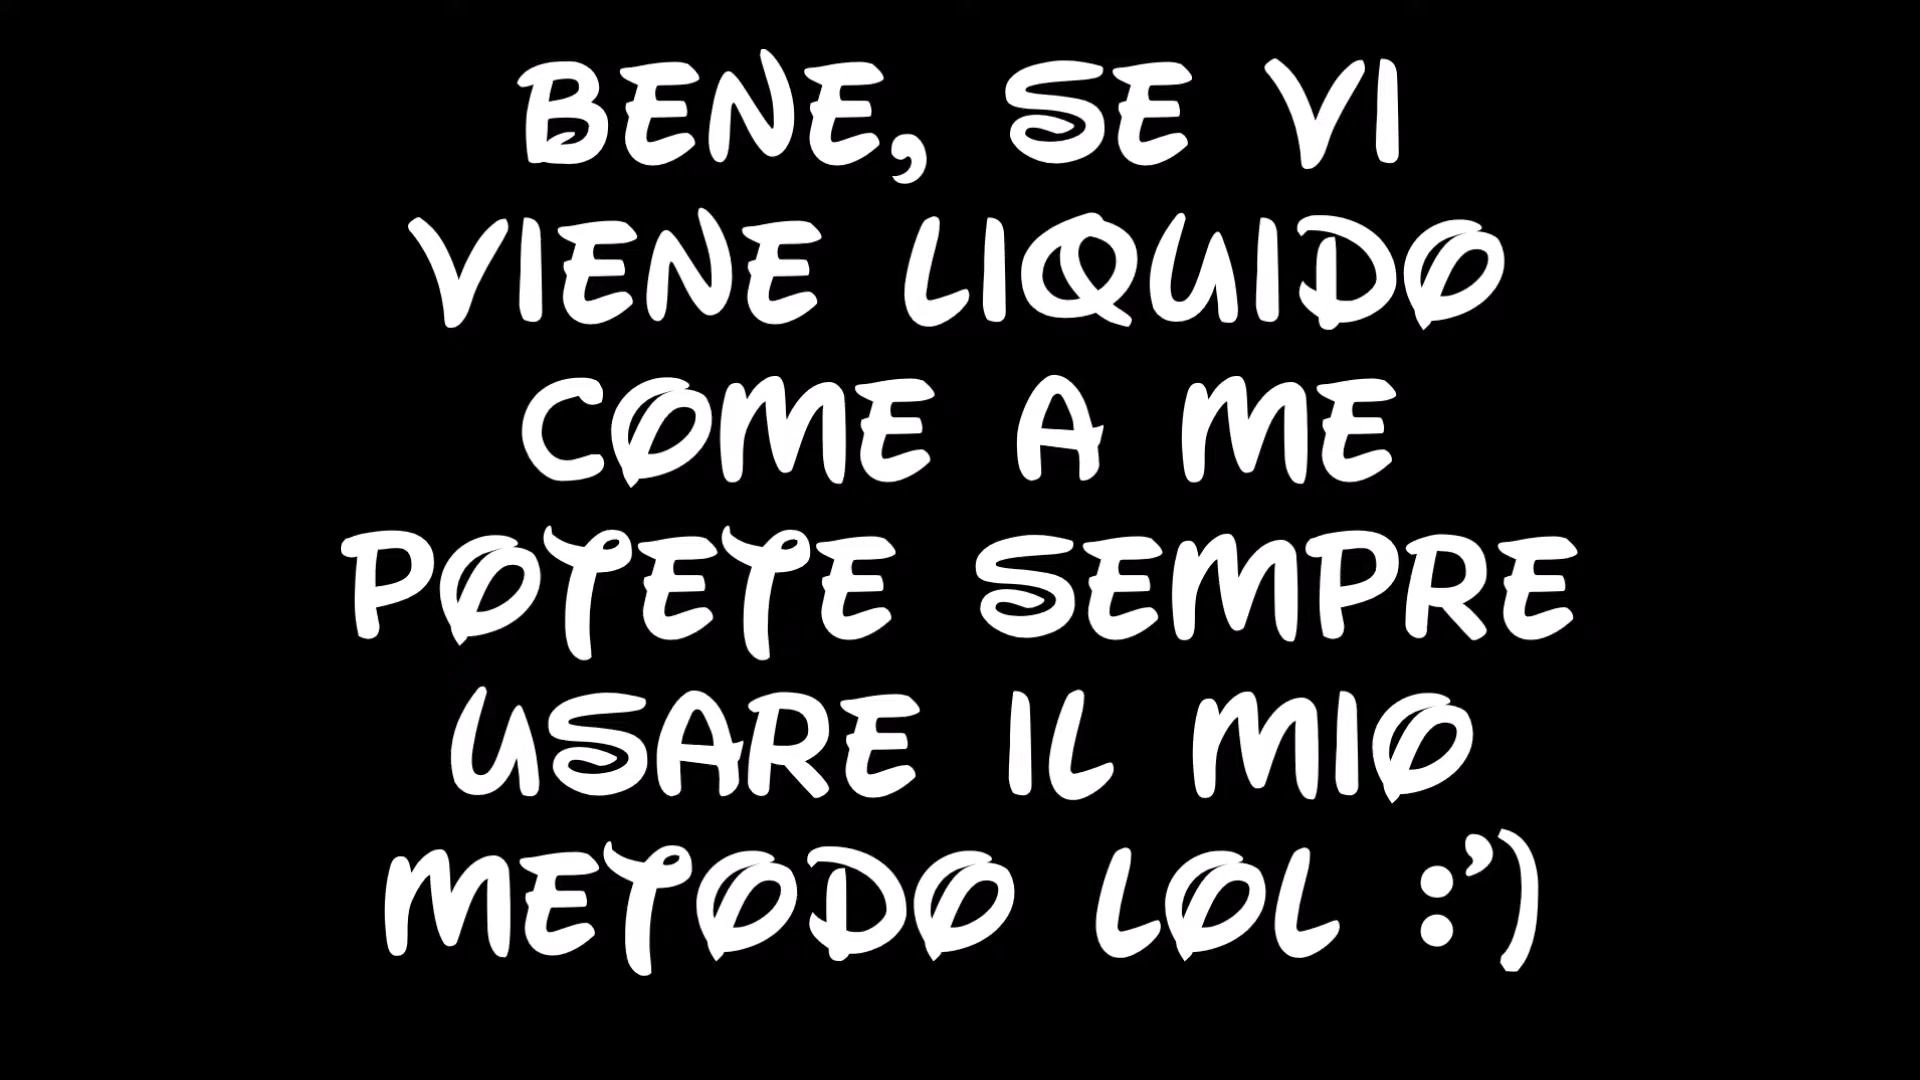 BENE, SE VI
VIENE LIQUIDO
COME A ME
POTETE SEMPRE
USARE IL MIO
METODO LOL :')